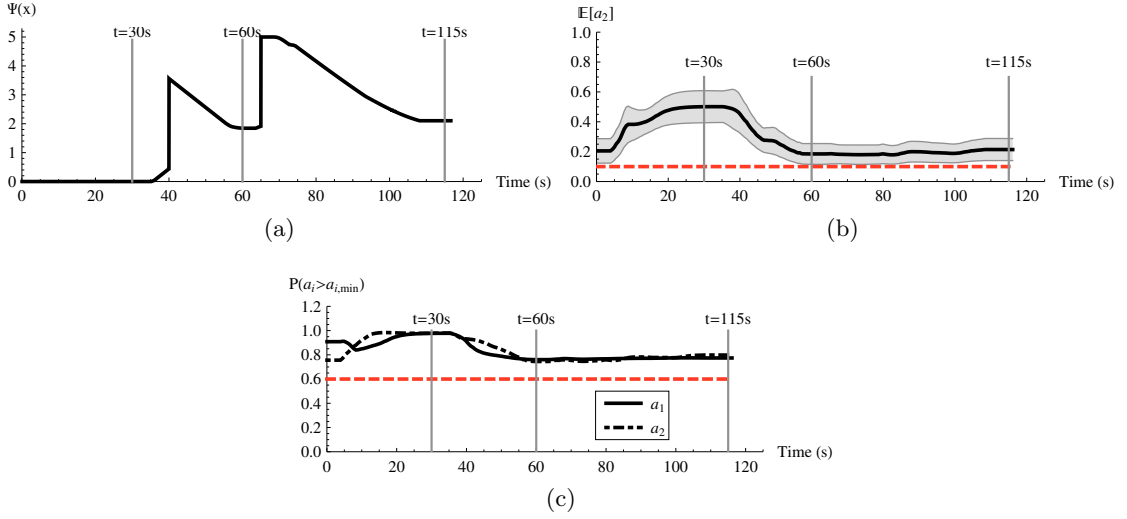 Ψ(x)
t=30s t=60s t=115s
5
4
3
2
1
0
0 20 40 60 80 100 120
Time (s)
(a)
𝔼[a₂]
1.0
0.8
0.6
0.4
0.2
0.0
t=30s t=60s t=115s
0 20 40 60 80 100 120
Time (s)
(b)
P(aᵢ>aᵢ,min)
1.2
1.0
0.8
0.6
0.4
0.2
0.0
t=30s t=60s t=115s
a₁
a₂
0 20 40 60 80 100 120
Time (s)
(c)